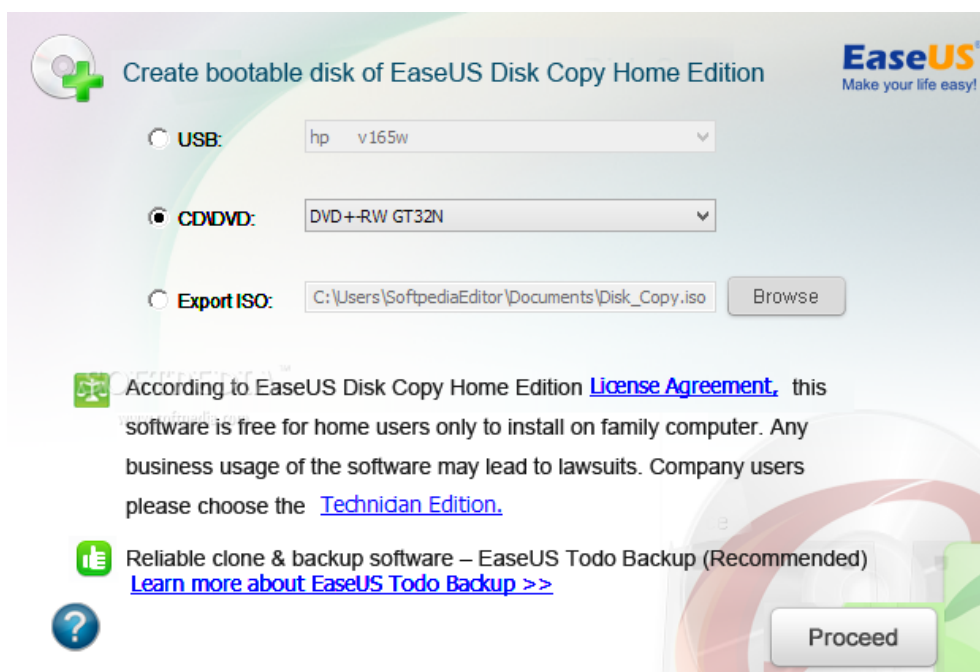 EaseUS®
Create bootable disk of EaseUS Disk Copy Home Edition
Make your life easy!
USB:
hp v165w
CD\DVD:
DVD+-RW GT32N
Export ISO:
C:\Users\SoftpediaEditor\Documents\Disk_Copy.iso
Browse
SOFTPEDIA™
According to EaseUS Disk Copy Home Edition License Agreement, this
www.softpedia.com
software is free for home users only to install on family computer. Any
business usage of the software may lead to lawsuits. Company users
please choose the Technician Edition.
Reliable clone & backup software – EaseUS Todo Backup (Recommended)
Learn more about EaseUS Todo Backup >>
?
Proceed